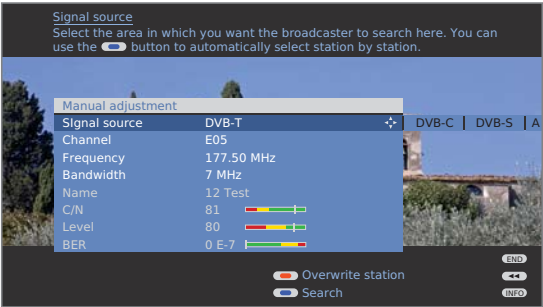 Signal source
Select the area in which you want the broadcaster to search here. You can
use the button to automatically select station by station.
Manual adjustment
SIgnal source DVB-T DVB-C DVB-S A
Channel E05
Frequency 177.50 MHz
Bandwidth 7 MHz
Name 12 Test
C/N 81
Level 80
BER 0 E-7
END
Overwrite station
Search INFO